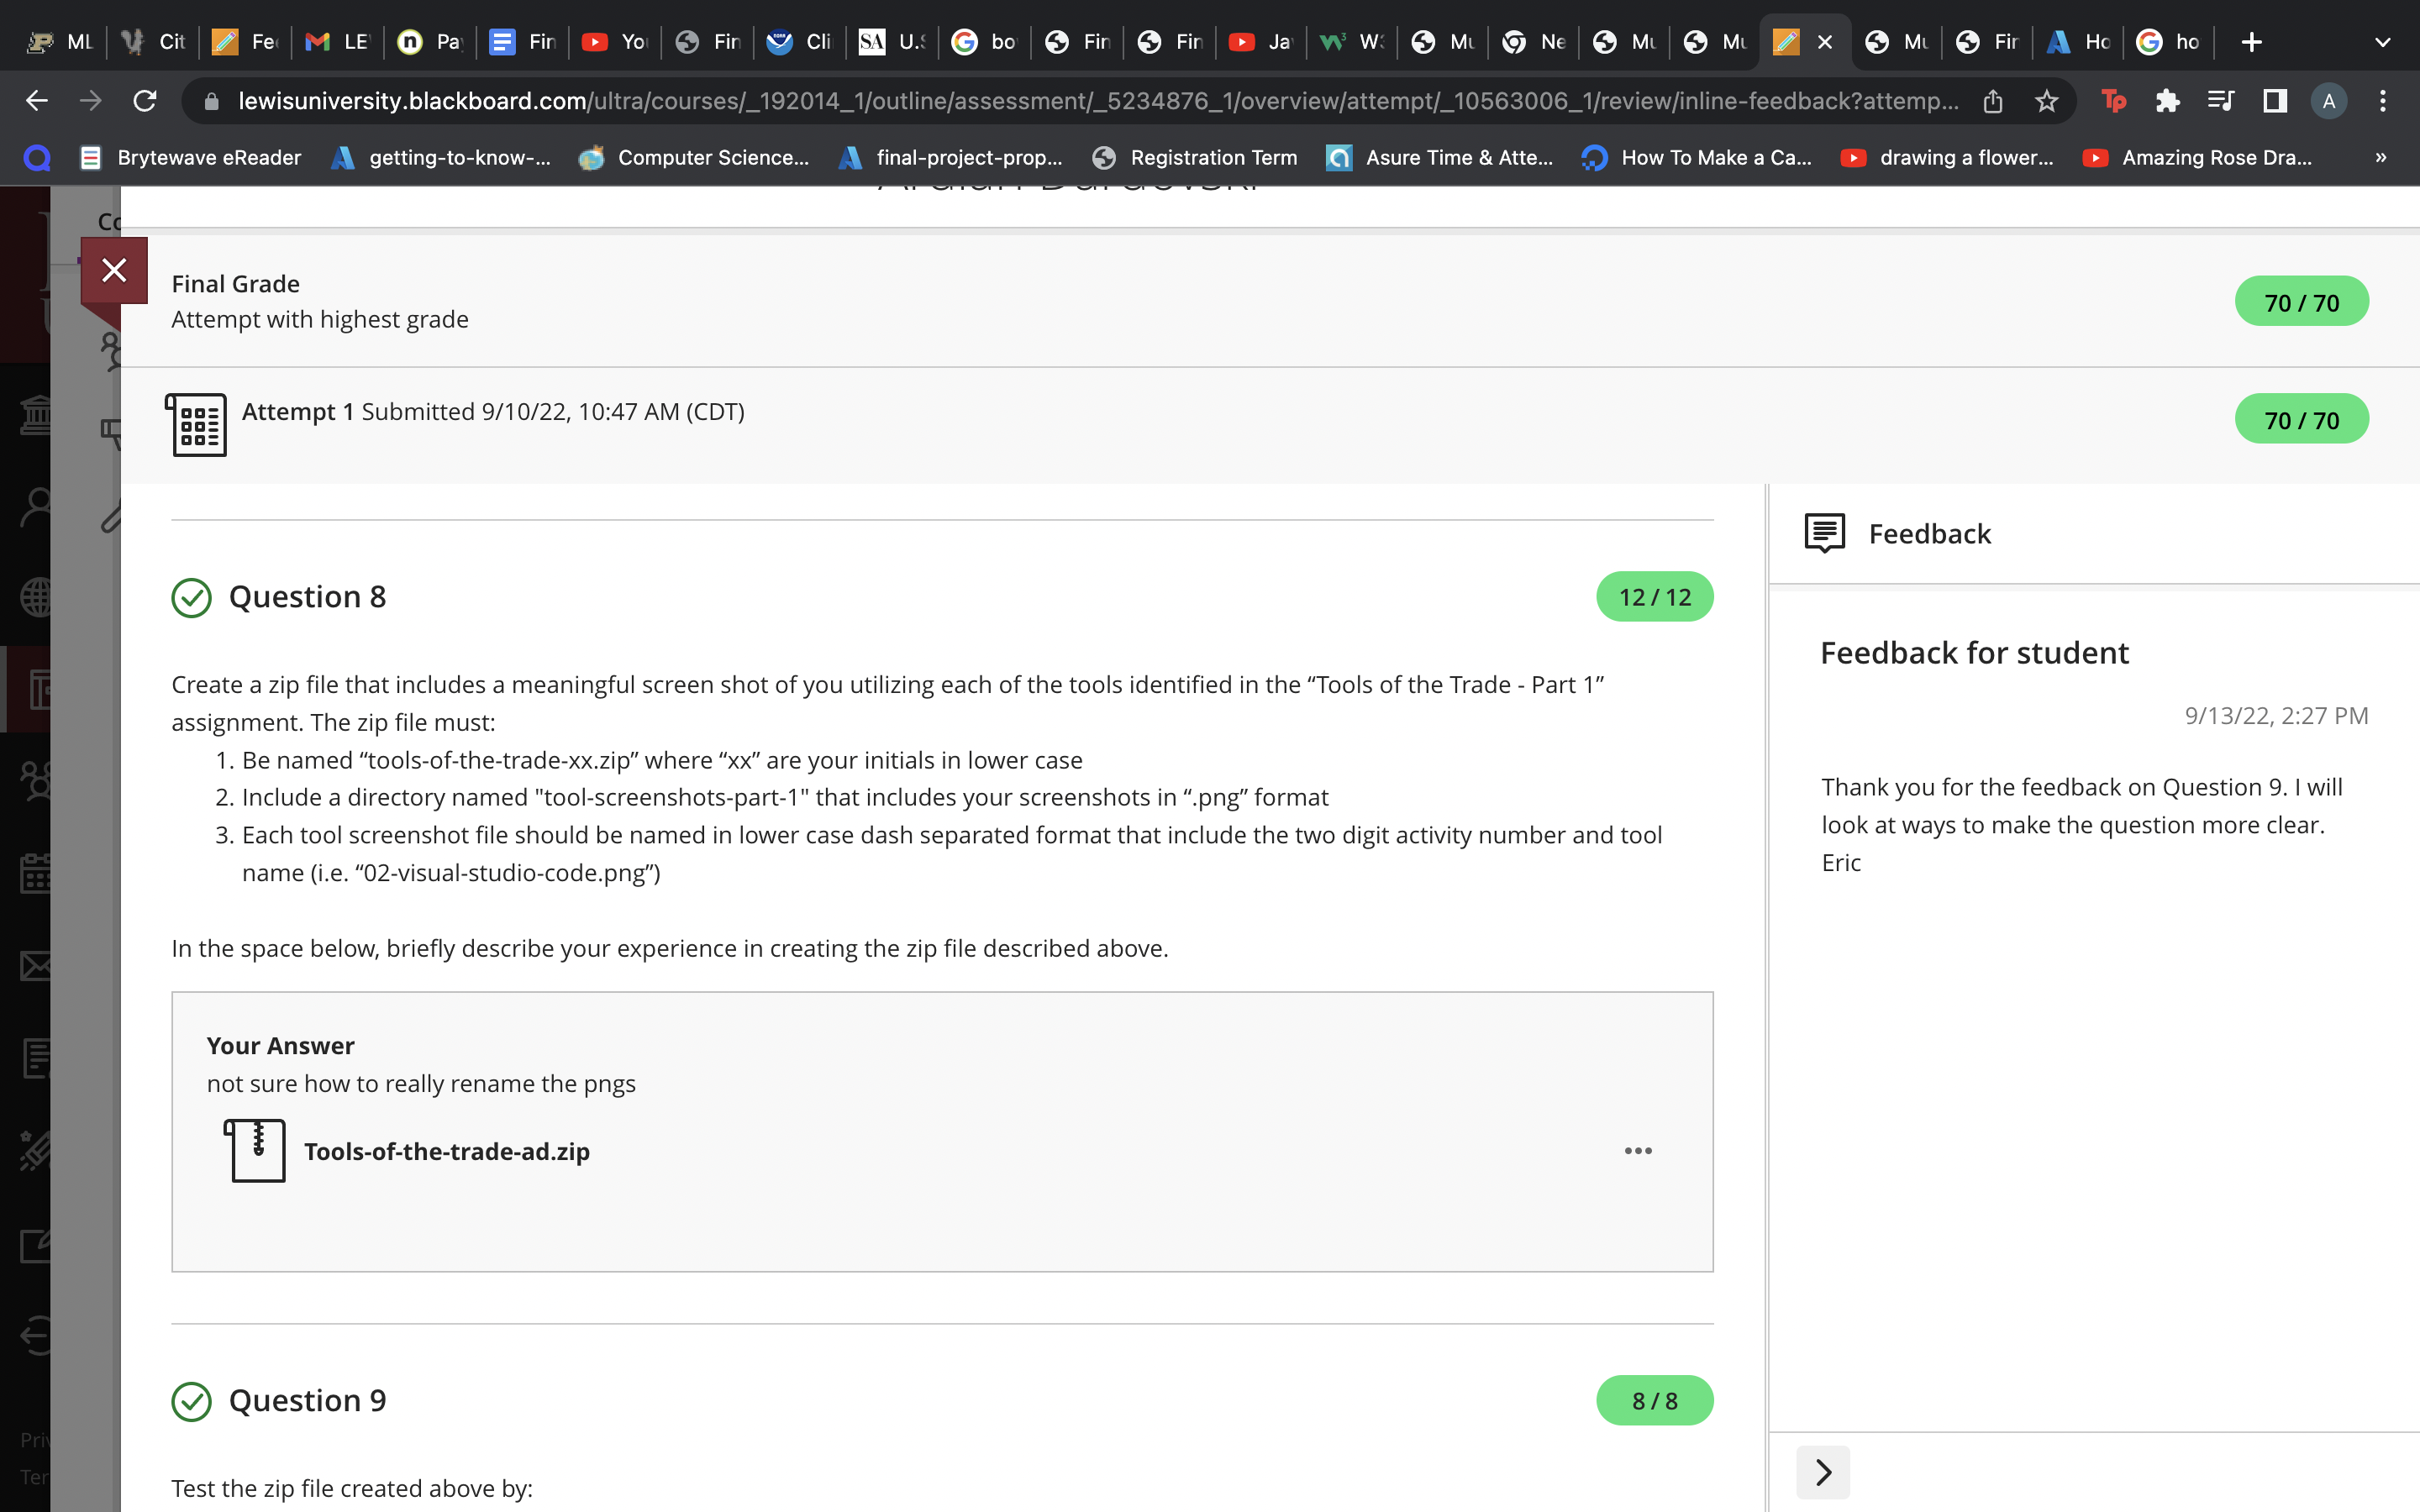 ML
Cit
Fe
LE
Pa
Fin
Yo
Fin
Cli
SA U.S
bo
Fin
Fin
Ja
W
Mu
Ne
Mu
Mu
Mu
Fin
Ho
ho
lewisuniversity.blackboard.com/ultra/courses/_192014_1/outline/assessment/_5234876_1/overview/attempt/_10563006_1/review/inline-feedback?attemp...
Tp
A
Brytewave eReader
getting-to-know-...
Computer Science...
final-project-prop...
Registration Term
Asure Time & Atte...
How To Make a Ca...
drawing a flower...
Amazing Rose Dra...
»
Co
Final Grade
Attempt with highest grade
70 / 70
Attempt 1 Submitted 9/10/22, 10:47 AM (CDT)
70 / 70
Question 8
12 / 12
Create a zip file that includes a meaningful screen shot of you utilizing each of the tools identified in the “Tools of the Trade - Part 1”
assignment. The zip file must:
1. Be named “tools-of-the-trade-xx.zip” where “xx” are your initials in lower case
2. Include a directory named "tool-screenshots-part-1" that includes your screenshots in “.png” format
3. Each tool screenshot file should be named in lower case dash separated format that include the two digit activity number and tool
name (i.e. “02-visual-studio-code.png”)
In the space below, briefly describe your experience in creating the zip file described above.
Your Answer
not sure how to really rename the pngs
Tools-of-the-trade-ad.zip
Question 9
8 / 8
Test the zip file created above by:
Feedback
Feedback for student
9/13/22, 2:27 PM
Thank you for the feedback on Question 9. I will
look at ways to make the question more clear.
Eric
Priv
Ter